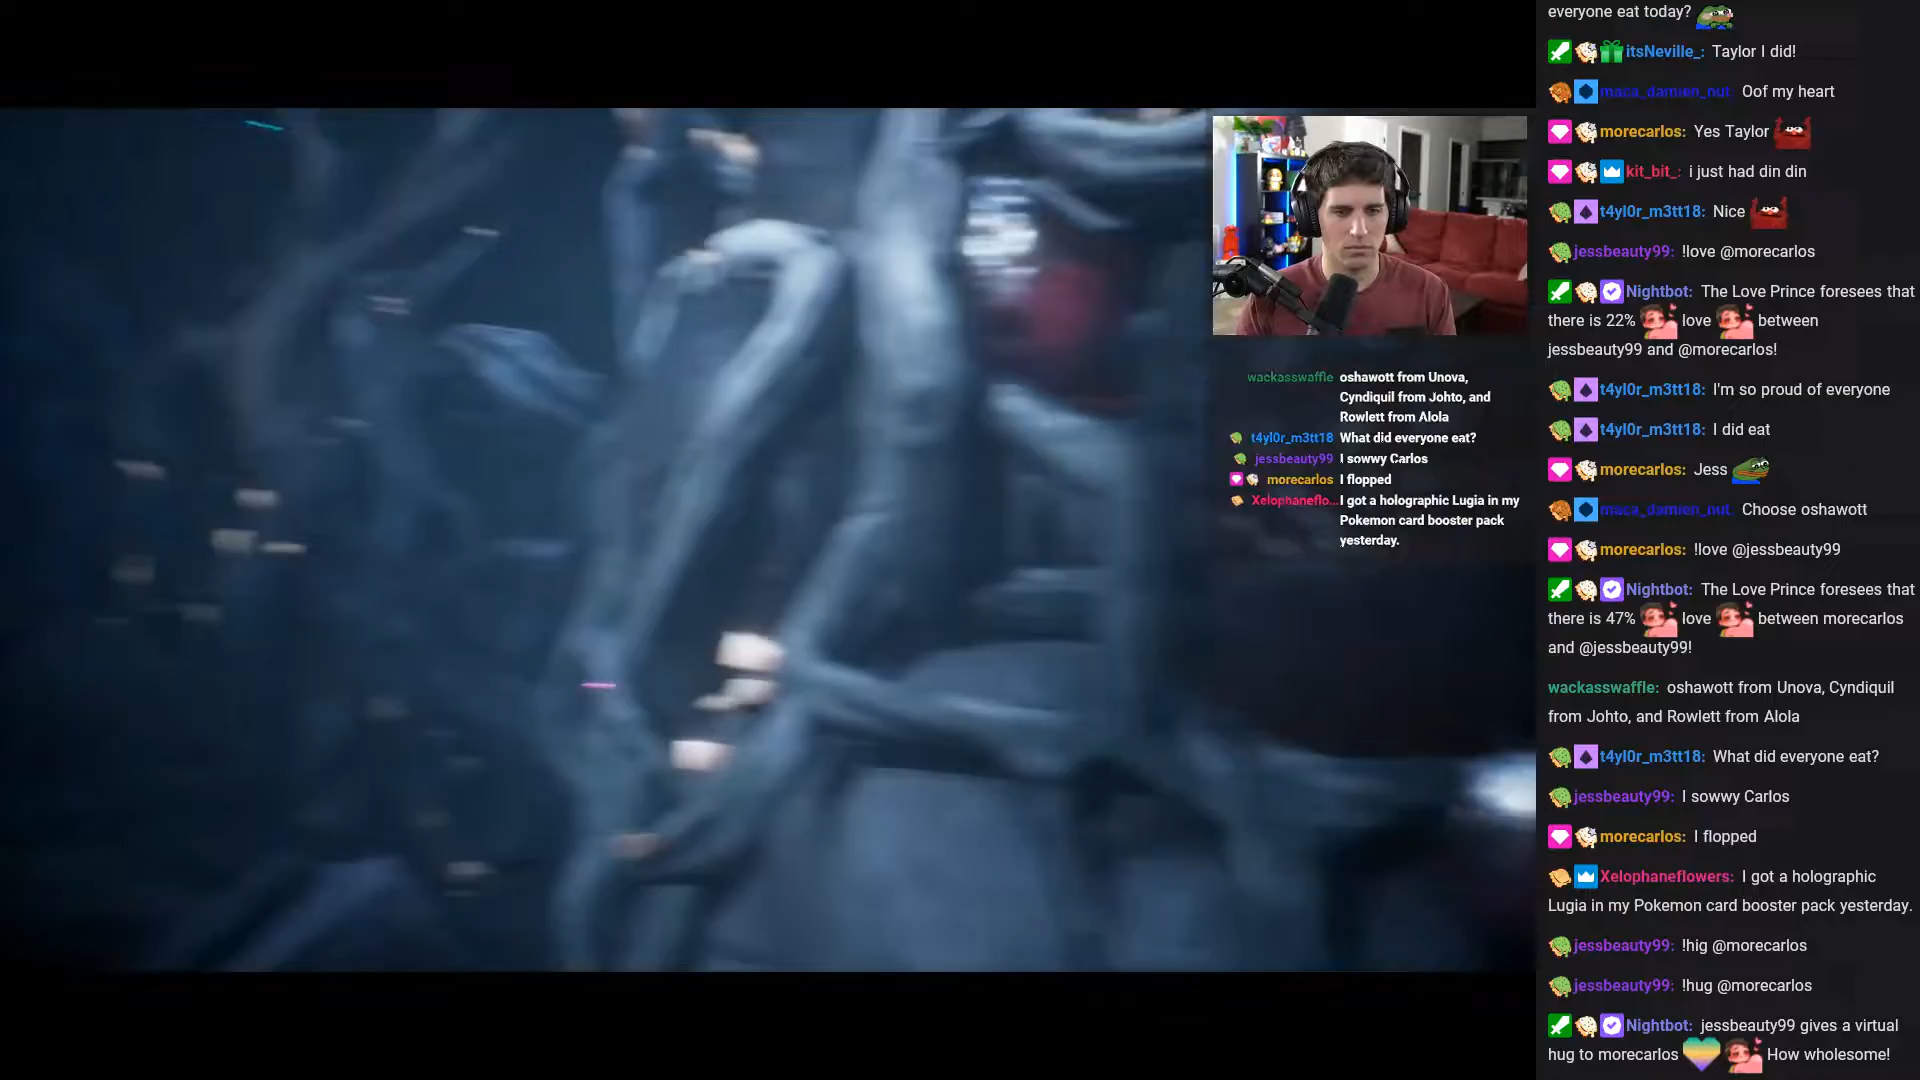 wackasswaffle oshawott from Unova,
Cyndiquil from Johto, and
Rowlett from Alola
t4yl0r_m3tt18 What did everyone eat?
jessbeauty99 I sowwy Carlos
morecarlos I flopped
Xelophaneflo... I got a holographic Lugia in my
Pokemon card booster pack
yesterday.
everyone eat today?
itsNeville_: Taylor I did!
maca_damien_nut: Oof my heart
morecarlos: Yes Taylor
kit_bit_: i just had din din
t4yl0r_m3tt18: Nice
jessbeauty99: !love @morecarlos
Nightbot: The Love Prince foresees that
there is 22% love between
jessbeauty99 and @morecarlos!
t4yl0r_m3tt18: I'm so proud of everyone
t4yl0r_m3tt18: I did eat
morecarlos: Jess
maca_damien_nut: Choose oshawott
morecarlos: !love @jessbeauty99
Nightbot: The Love Prince foresees that
there is 47% love between morecarlos
and @jessbeauty99!
wackasswaffle: oshawott from Unova, Cyndiquil
from Johto, and Rowlett from Alola
t4yl0r_m3tt18: What did everyone eat?
jessbeauty99: I sowwy Carlos
morecarlos: I flopped
Xelophaneflowers: I got a holographic
Lugia in my Pokemon card booster pack yesterday.
jessbeauty99: !hig @morecarlos
jessbeauty99: !hug @morecarlos
Nightbot: jessbeauty99 gives a virtual
hug to morecarlos How wholesome!